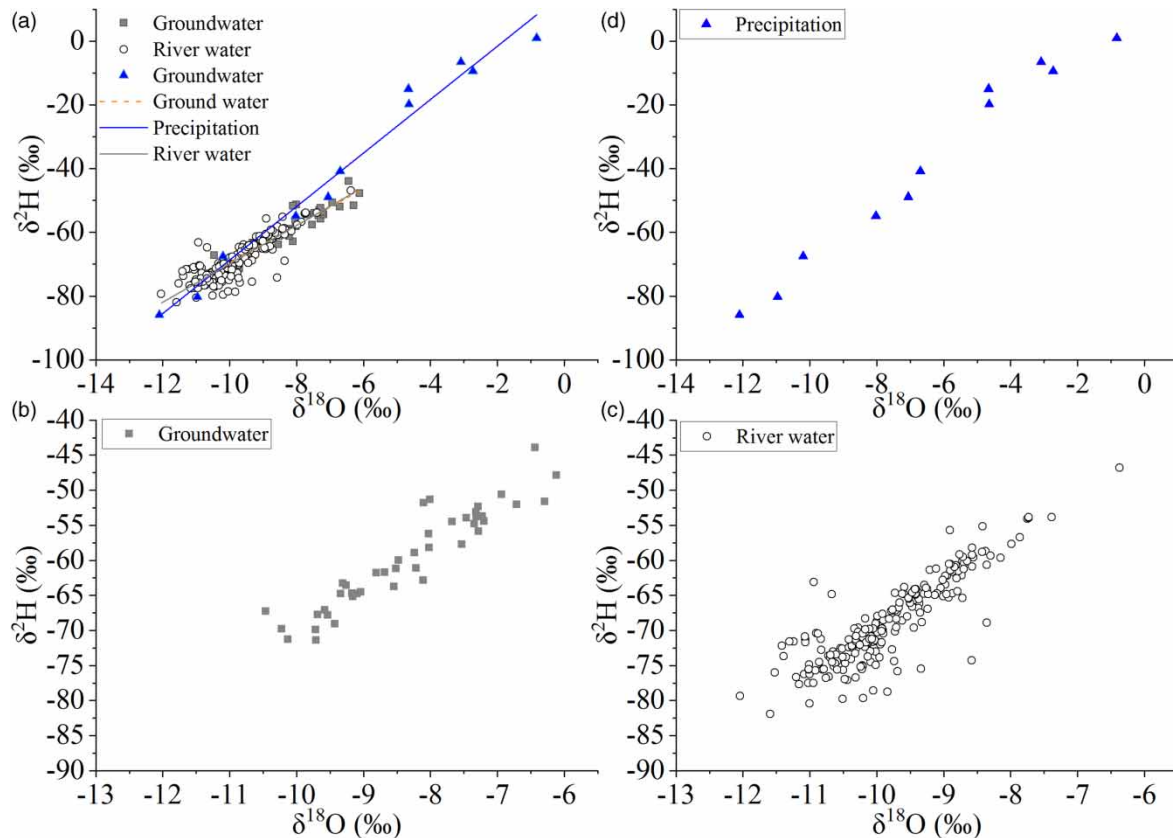 (a)
Groundwater
River water
Groundwater
Ground water
Precipitation
River water
0
-20
-40
-60
-80
-100
δ²H (‰)
-14 -12 -10 -8 -6 -4 -2 0
δ¹⁸O (‰)
(d)
Precipitation
0
-20
-40
-60
-80
-100
δ²H (‰)
-14 -12 -10 -8 -6 -4 -2 0
δ¹⁸O (‰)
(b)
Groundwater
-40
-45
-50
-55
-60
-65
-70
-75
-80
-85
-90
δ²H (‰)
-13 -12 -11 -10 -9 -8 -7 -6
δ¹⁸O (‰)
(c)
River water
-40
-45
-50
-55
-60
-65
-70
-75
-80
-85
-90
δ²H (‰)
-13 -12 -11 -10 -9 -8 -7 -6
δ¹⁸O (‰)